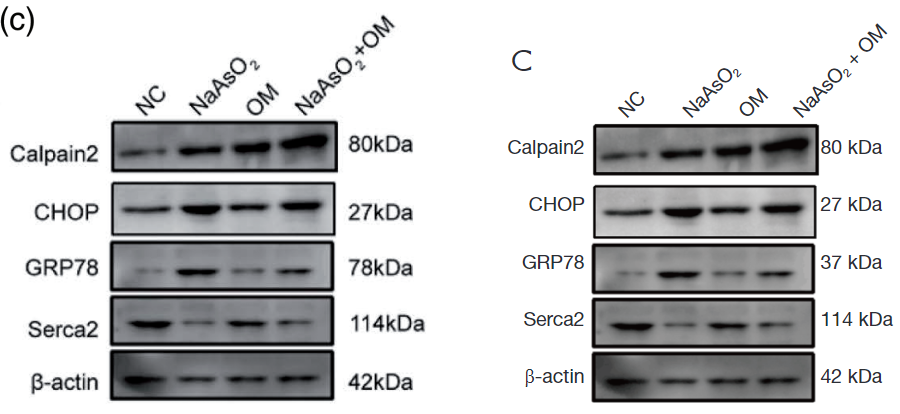 (c)
NC
NaAsO₂
OM
NaAsO₂+OM
Calpain2
80kDa
CHOP
27kDa
GRP78
78kDa
Serca2
114kDa
β-actin
42kDa
C
NC
NaAsO₂
OM
NaAsO₂ + OM
Calpain2
80 kDa
CHOP
27 kDa
GRP78
37 kDa
Serca2
114 kDa
β-actin
42 kDa